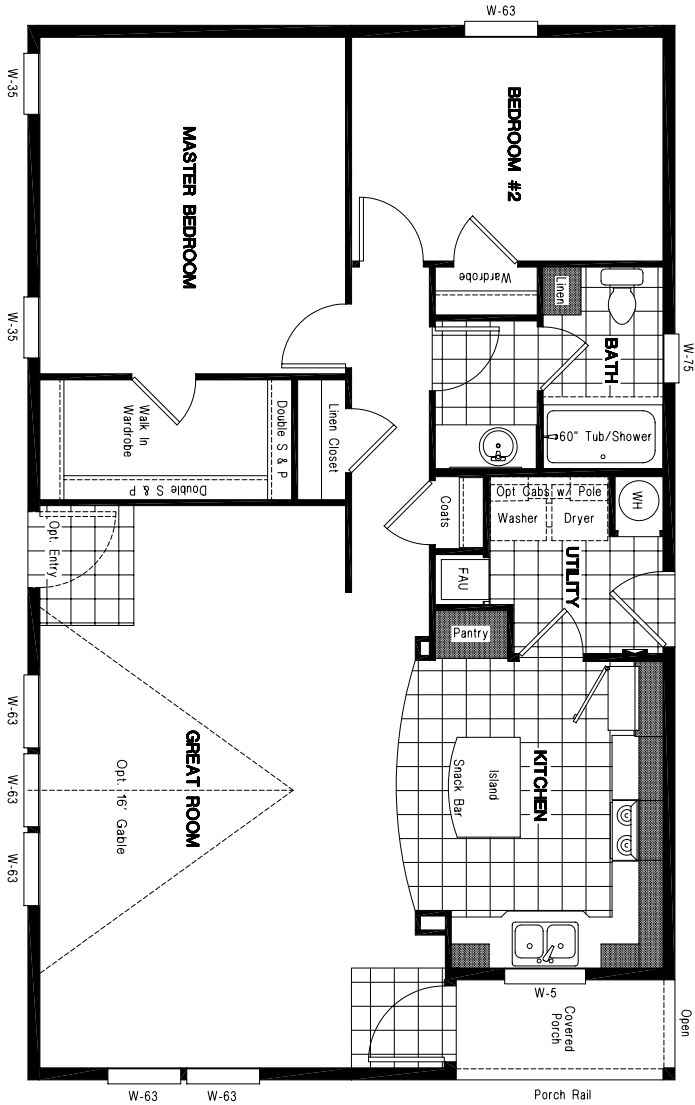 W-63
W-35
MASTER BEDROOM
BEDROOM #2
Wardrobe
Linen
W-35
BATH
W-75
Walk In
Wardrobe
Double S & P
Linen Closet
60" Tub/Shower
Double S & P
Coats
Opt Cabs w/ Pole
Washer
Dryer
WH
Opt. Entry
FAU
UTILITY
Pantry
W-63
W-63
W-63
Opt. 16' Gable
GREAT ROOM
KITCHEN
Island
Snack Bar
W-5
Covered
Porch
Open
W-63
W-63
Porch Rail